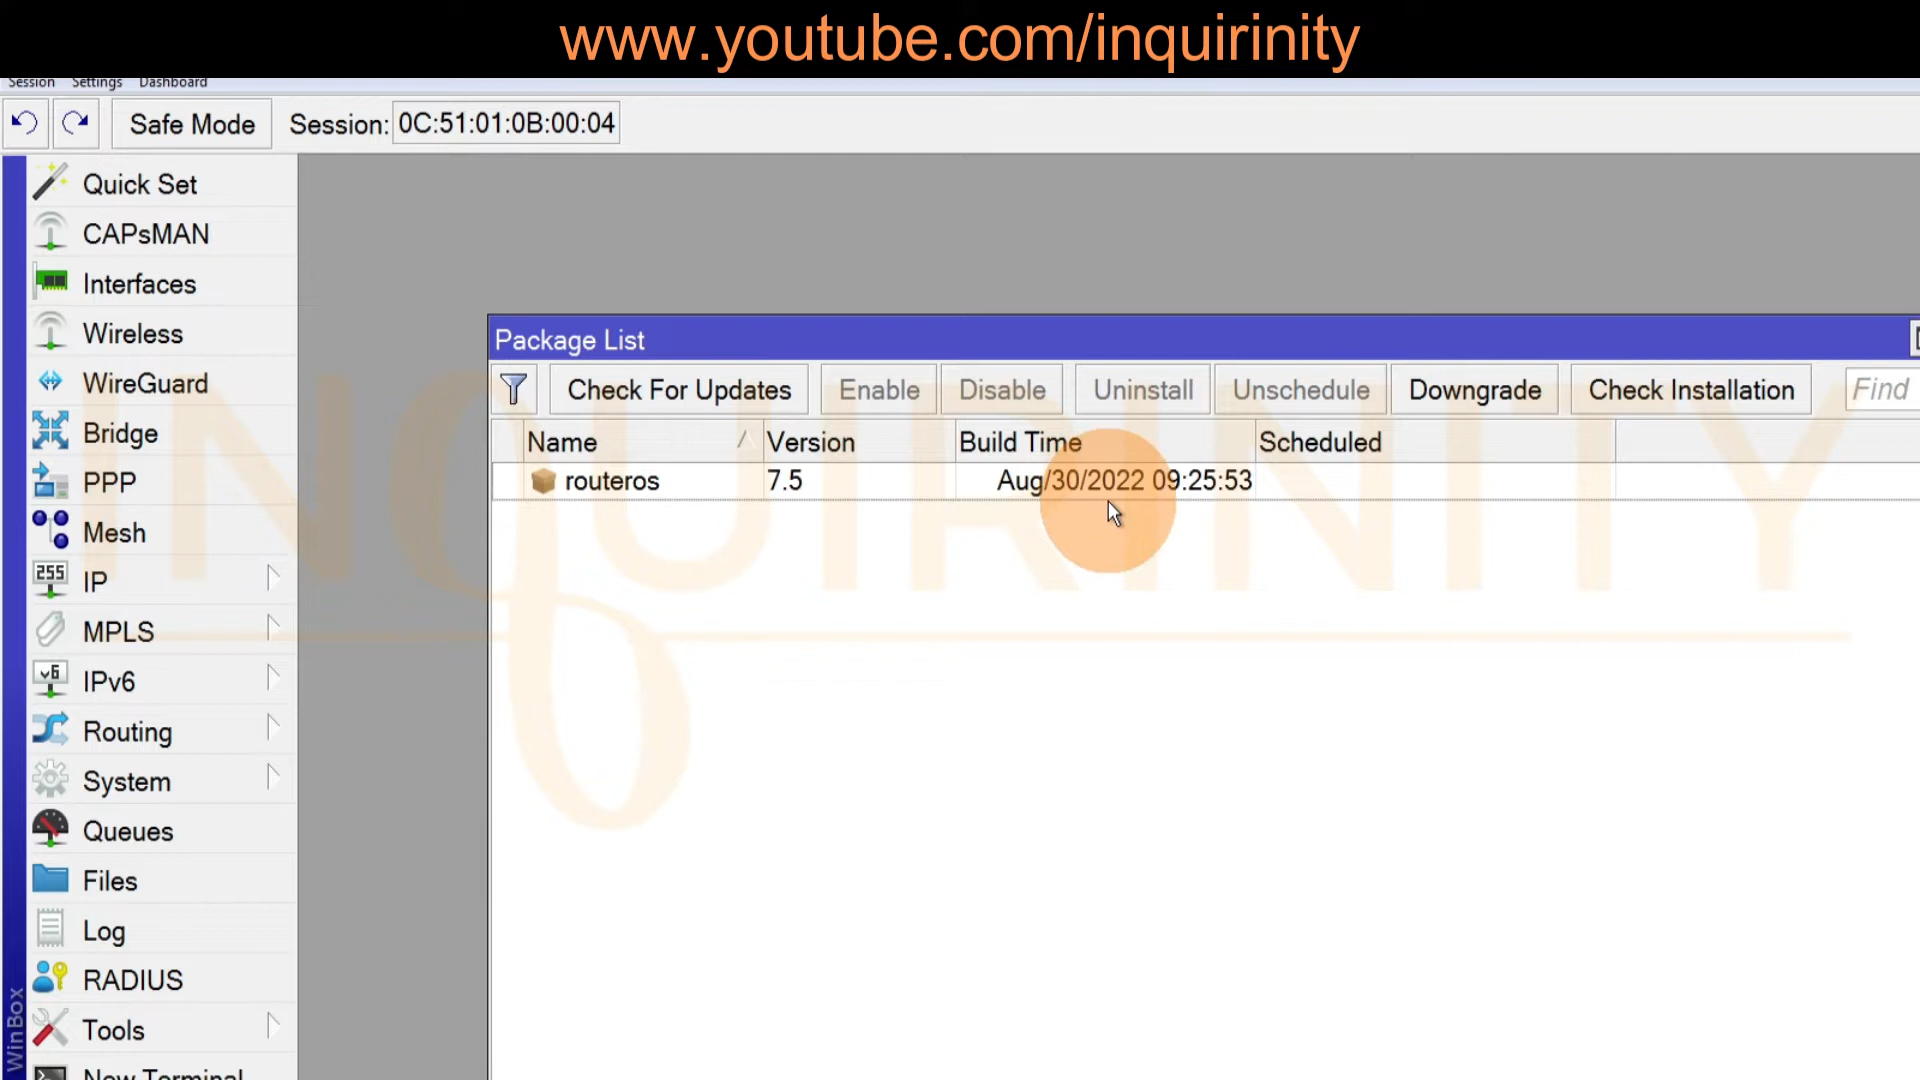 www.youtube.com/inquirinity
Session Settings Dashboard
Safe Mode Session: 0C:51:01:0B:00:04
Quick Set
CAPsMAN
Interfaces
Wireless
WireGuard
Bridge
PPP
Mesh
255
IP
MPLS
v6
IPv6
Routing
System
Queues
Files
Log
RADIUS
Tools
New Terminal
WinBox
Package List
Check For Updates Enable Disable Uninstall Unschedule Downgrade Check Installation Find
Name Version Build Time Scheduled
routeros 7.5 Aug/30/2022 09:25:53
INQUIRINITY